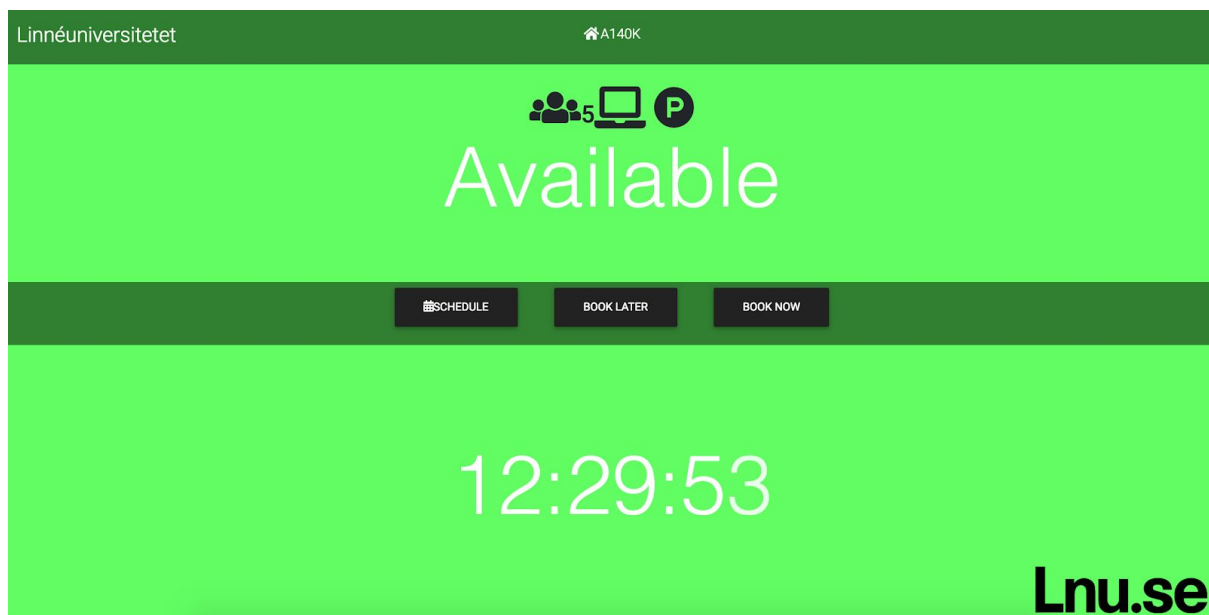 Linnéuniversitetet
A140K
5 P
Available
SCHEDULE BOOK LATER BOOK NOW
12:29:53
Lnu.se